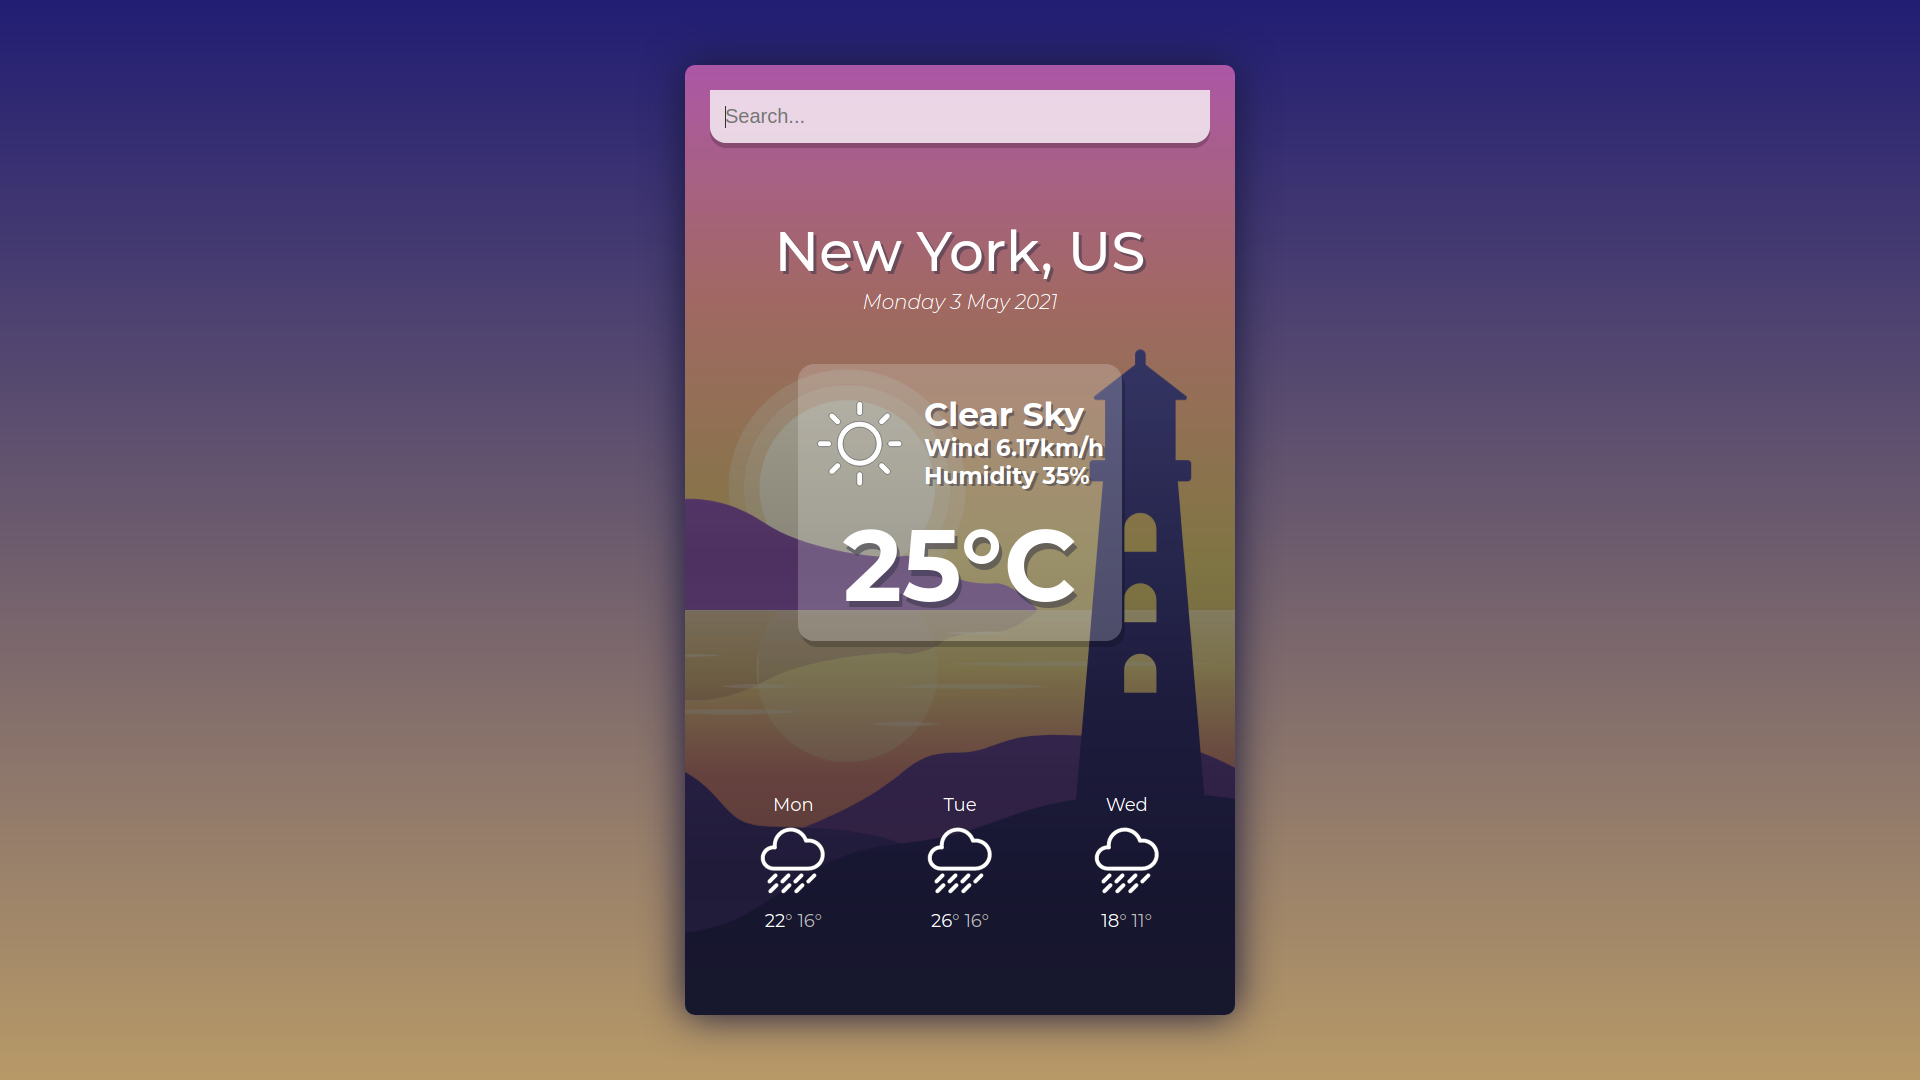 Search...
New York, US
Monday 3 May 2021
Clear Sky
Wind 6.17km/h
Humidity 35%
25°C
Mon Tue Wed
22° 16° 26° 16° 18° 11°